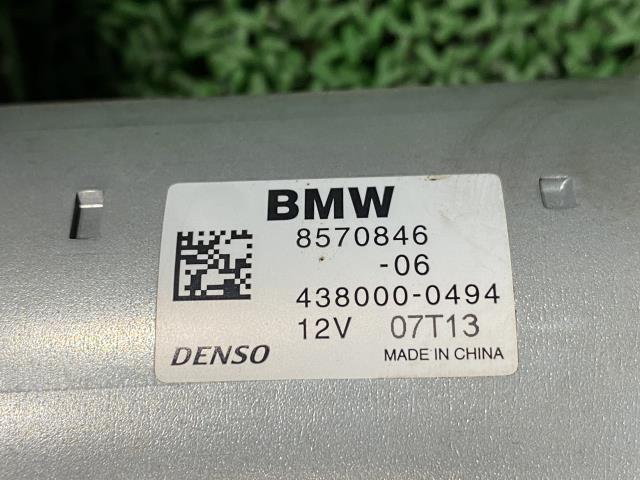 BMW
8570846
-06
438000-0494
12V 07T13
DENSO MADE IN CHINA